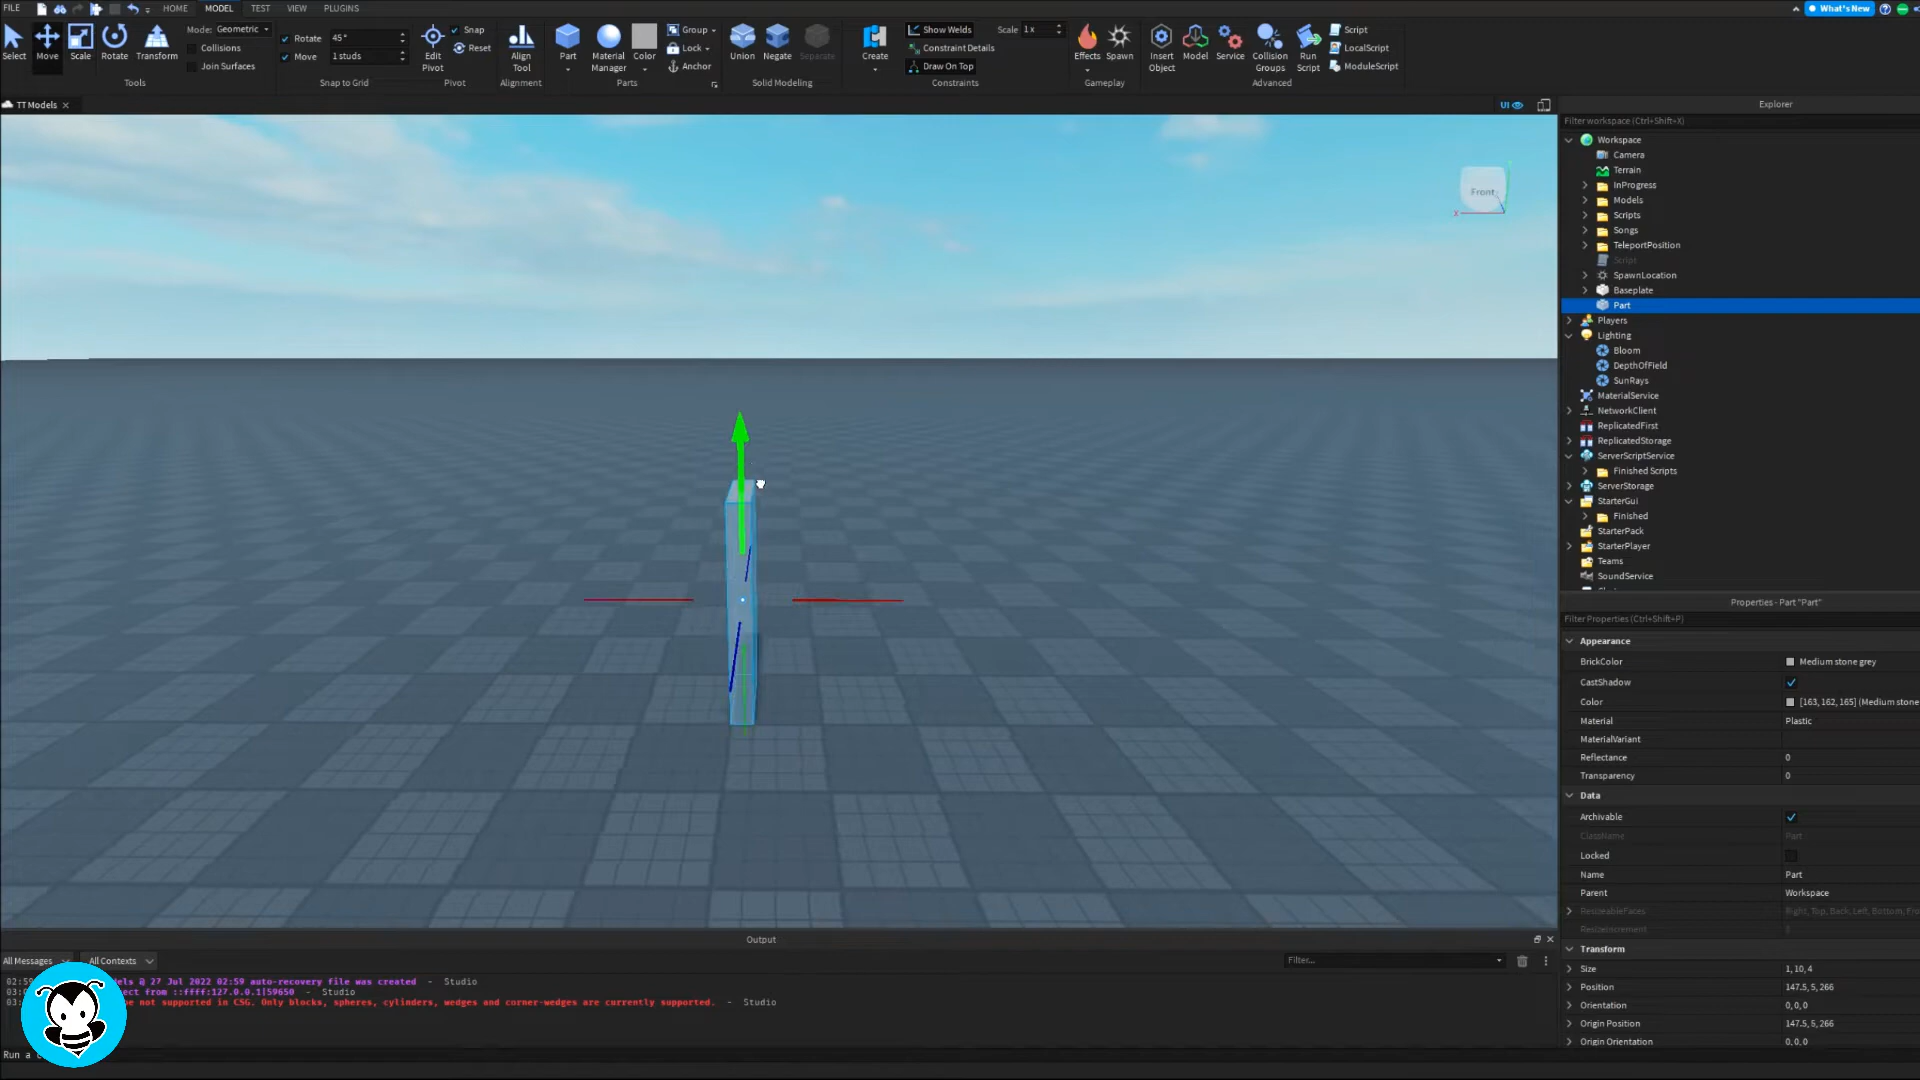 FILE HOME MODEL TEST VIEW PLUGINS What's New
Select Move Scale Rotate Transform
Mode: Geometric
Collisions
Join Surfaces
Tools
Rotate 45°
Move 1 studs
Snap to Grid
Edit Pivot
Snap
Reset
Pivot
Align Tool
Alignment
Part Material Manager Color
Group
Lock
Anchor
Parts
Union Negate Separate
Solid Modeling
Create
Show Welds
Constraint Details
Draw On Top
Scale 1x
Constraints
Effects Spawn
Gameplay
Insert Object Model Service Collision Groups Run Script
Script
LocalScript
ModuleScript
Advanced
TT Models
UI
Front
X
Explorer
Filter workspace (Ctrl+Shift+X)
Workspace
Camera
Terrain
InProgress
Models
Scripts
Songs
TeleportPosition
Script
SpawnLocation
Baseplate
Part
Players
Lighting
Bloom
DepthOfField
SunRays
MaterialService
NetworkClient
ReplicatedFirst
ReplicatedStorage
ServerScriptService
Finished Scripts
ServerStorage
StarterGui
Finished
StarterPack
StarterPlayer
Teams
SoundService
Properties - Part "Part"
Filter Properties (Ctrl+Shift+P)
Appearance
BrickColor Medium stone grey
CastShadow
Color [163, 162, 165] (Medium stone
Material Plastic
MaterialVariant
Reflectance 0
Transparency 0
Data
Archivable
ClassName Part
Locked
Name Part
Parent Workspace
ResizeableFaces Right, Top, Back, Left, Bottom, Fro
ResizeIncrement
Transform
Size 1, 10, 4
Position 147.5, 5, 266
Orientation 0, 0, 0
Origin Position 147.5, 5, 266
Origin Orientation 0, 0, 0
Output
All Messages All Contexts Filter...
dels @ 27 Jul 2022 02:59 auto-recovery file was created - Studio
ect from ::ffff:127.0.0.1|59650 - Studio
be not supported in CSG. Only blocks, spheres, cylinders, wedges and corner-wedges are currently supported. - Studio
Run a